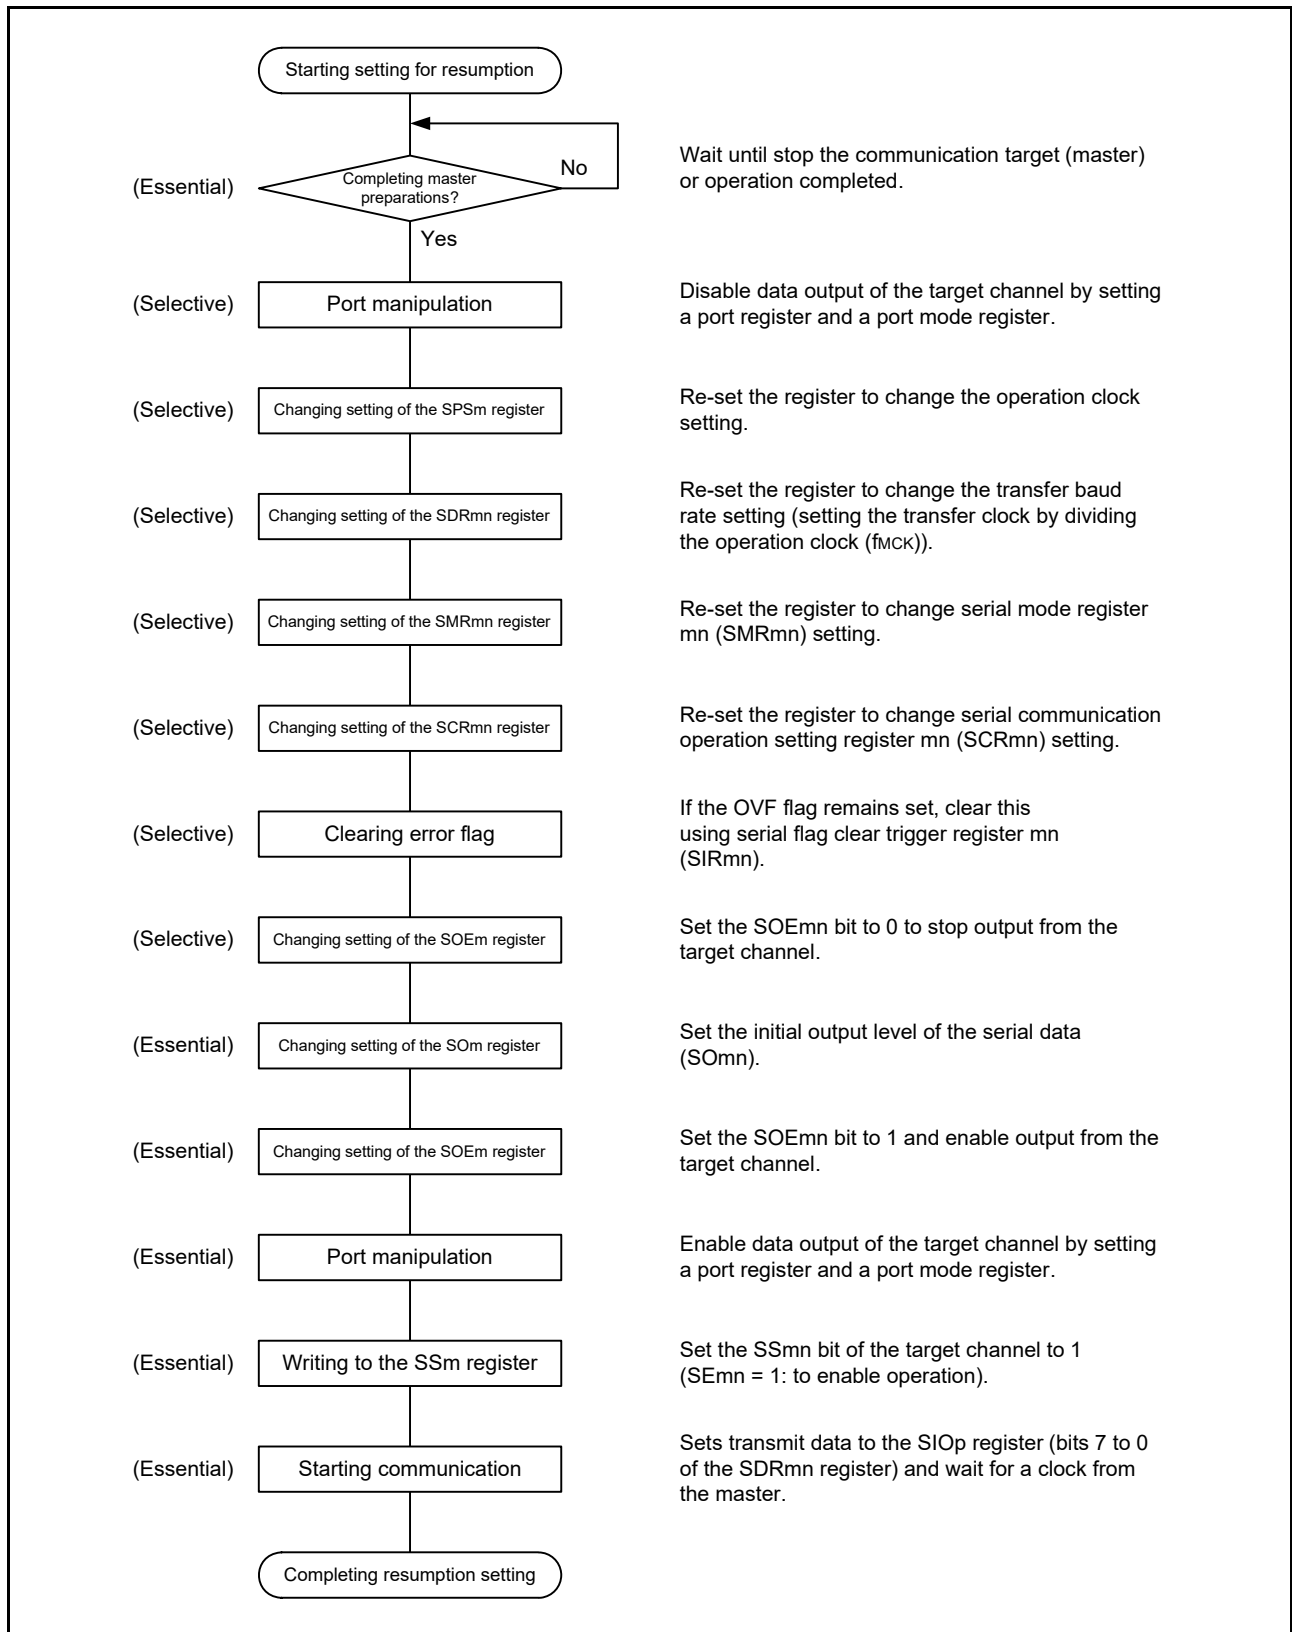 Starting setting for resumption
(Essential)
Completing master
preparations?
No
Yes
Wait until stop the communication target (master)
or operation completed.
(Selective)
Port manipulation
Disable data output of the target channel by setting
a port register and a port mode register.
(Selective)
Changing setting of the SPSm register
Re-set the register to change the operation clock
setting.
(Selective)
Changing setting of the SDRmn register
Re-set the register to change the transfer baud
rate setting (setting the transfer clock by dividing
the operation clock (fMCK)).
(Selective)
Changing setting of the SMRmn register
Re-set the register to change serial mode register
mn (SMRmn) setting.
(Selective)
Changing setting of the SCRmn register
Re-set the register to change serial communication
operation setting register mn (SCRmn) setting.
(Selective)
Clearing error flag
If the OVF flag remains set, clear this
using serial flag clear trigger register mn
(SIRmn).
(Selective)
Changing setting of the SOEm register
Set the SOEmn bit to 0 to stop output from the
target channel.
(Essential)
Changing setting of the SOm register
Set the initial output level of the serial data
(SOmn).
(Essential)
Changing setting of the SOEm register
Set the SOEmn bit to 1 and enable output from the
target channel.
(Essential)
Port manipulation
Enable data output of the target channel by setting
a port register and a port mode register.
(Essential)
Writing to the SSm register
Set the SSmn bit of the target channel to 1
(SEmn = 1: to enable operation).
(Essential)
Starting communication
Sets transmit data to the SIOp register (bits 7 to 0
of the SDRmn register) and wait for a clock from
the master.
Completing resumption setting